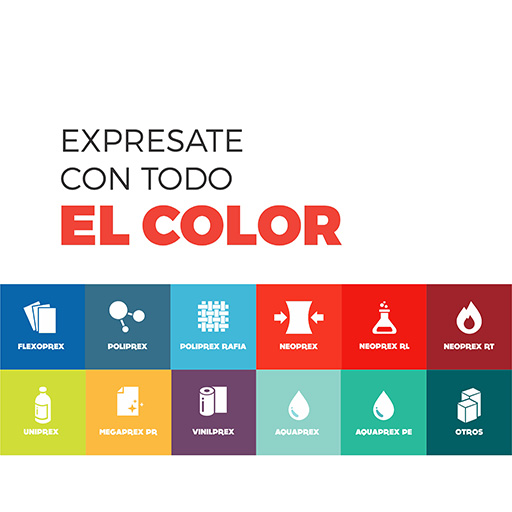 EXPRESATE
CON TODO
EL COLOR
FLEXOPREX
POLIPREX
POLIPREX RAFIA
NEOPREX
NEOPREX RL
NEOPREX RT
UNIPREX
MEGAPREX PR
VINILPREX
AQUAPREX
AQUAPREX PE
OTROS